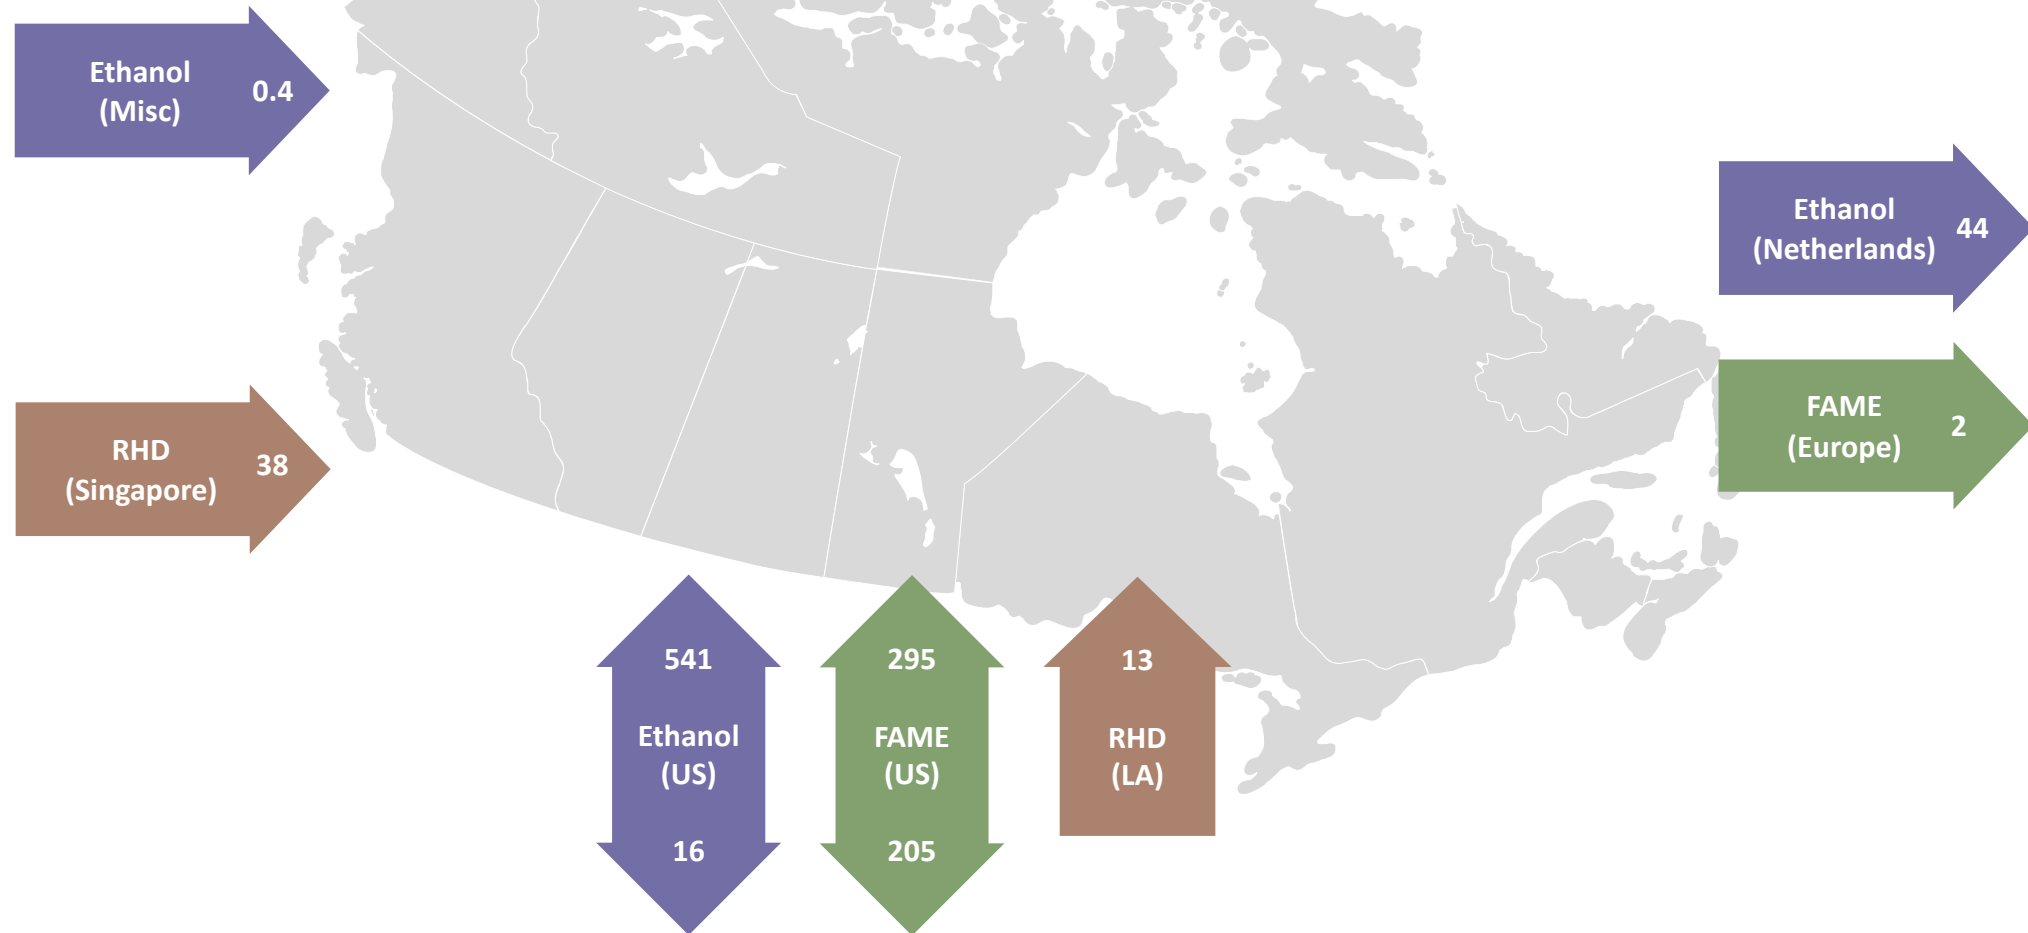 Ethanol
(Misc)
0.4
Ethanol
(Netherlands)
44
RHD
(Singapore)
38
FAME
(Europe)
2
541
Ethanol
(US)
16
295
FAME
(US)
205
13
RHD
(LA)